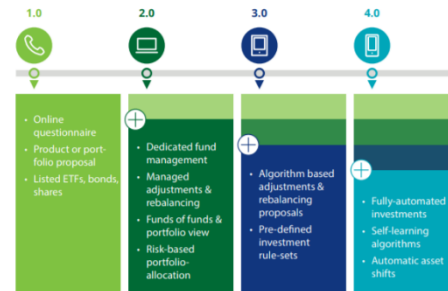 1.0
2.0
3.0
4.0
• Online
questionnaire
• Product or port-
folio proposal
• Listed ETFs, bonds,
shares
• Dedicated fund
management
• Managed
adjustments &
rebalancing
• Funds of funds &
portfolio view
• Risk-based
portfolio-
allocation
• Algorithm based
adjustments &
rebalancing
proposals
• Pre-defined
investment
rule-sets
• Fully-automated
investments
• Self-learning
algorithms
• Automatic asset
shifts